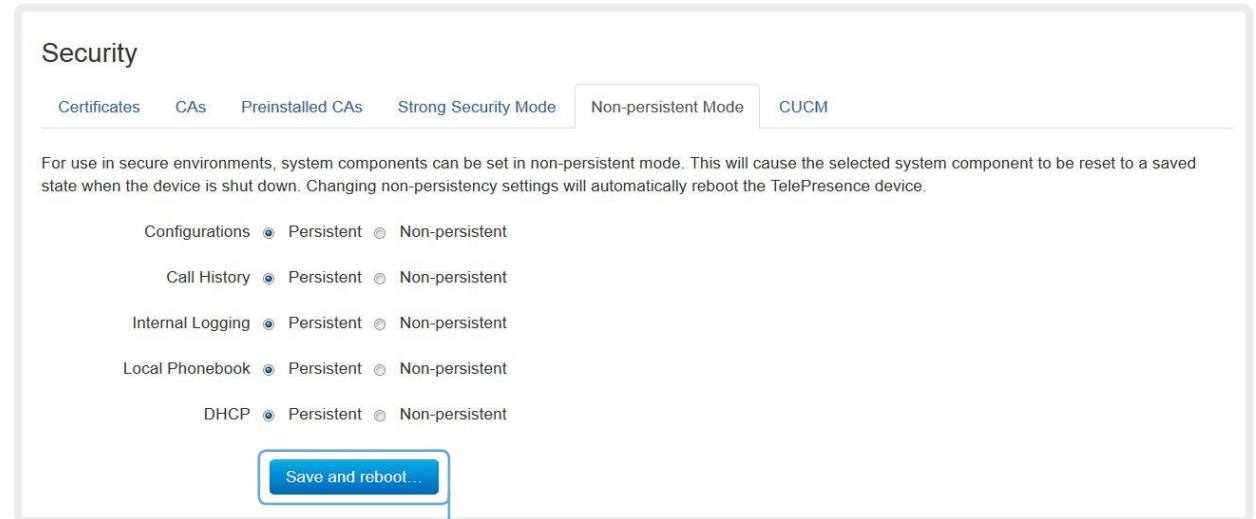 Security
Certificates CAs Preinstalled CAs Strong Security Mode Non-persistent Mode CUCM
For use in secure environments, system components can be set in non-persistent mode. This will cause the selected system component to be reset to a saved
state when the device is shut down. Changing non-persistency settings will automatically reboot the TelePresence device.
Configurations Persistent Non-persistent
Call History Persistent Non-persistent
Internal Logging Persistent Non-persistent
Local Phonebook Persistent Non-persistent
DHCP Persistent Non-persistent
Save and reboot...